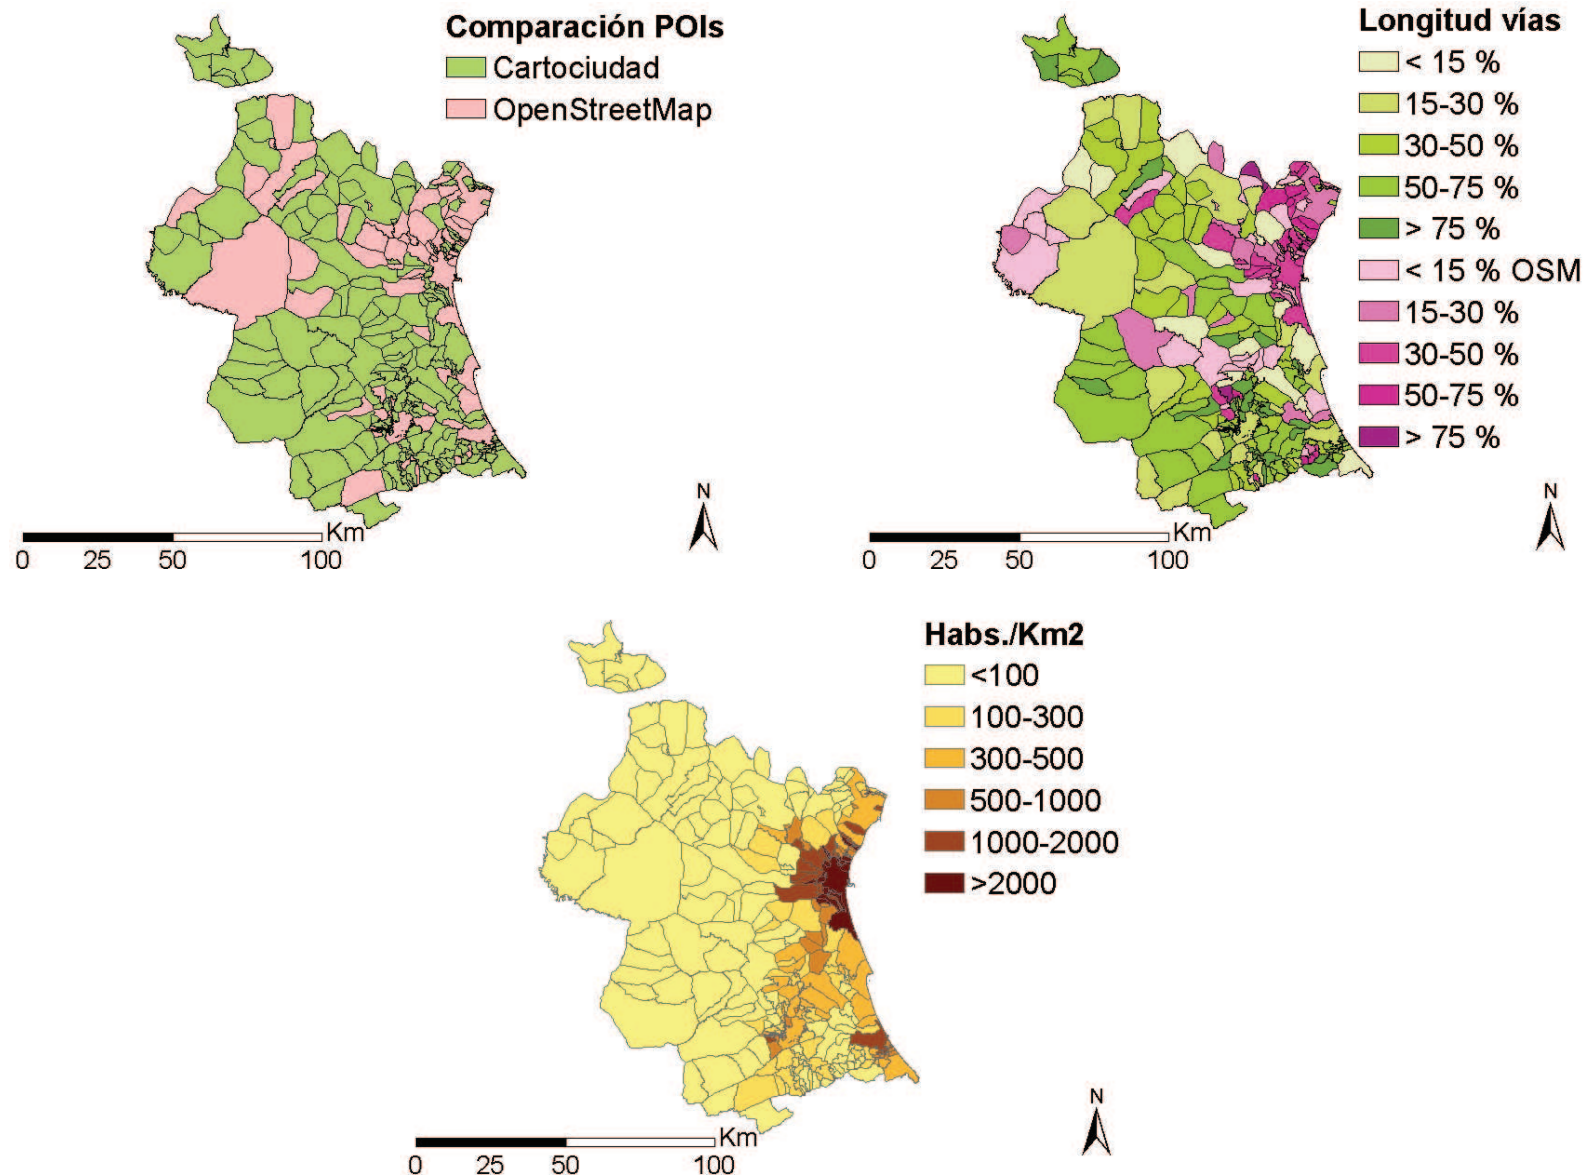 Comparación POIs
Cartociudad
OpenStreetMap
N
Km
0 25 50 100
Longitud vías
< 15 %
15-30 %
30-50 %
50-75 %
> 75 %
< 15 % OSM
15-30 %
30-50 %
50-75 %
> 75 %
N
Km
0 25 50 100
Habs./Km2
<100
100-300
300-500
500-1000
1000-2000
>2000
N
Km
0 25 50 100